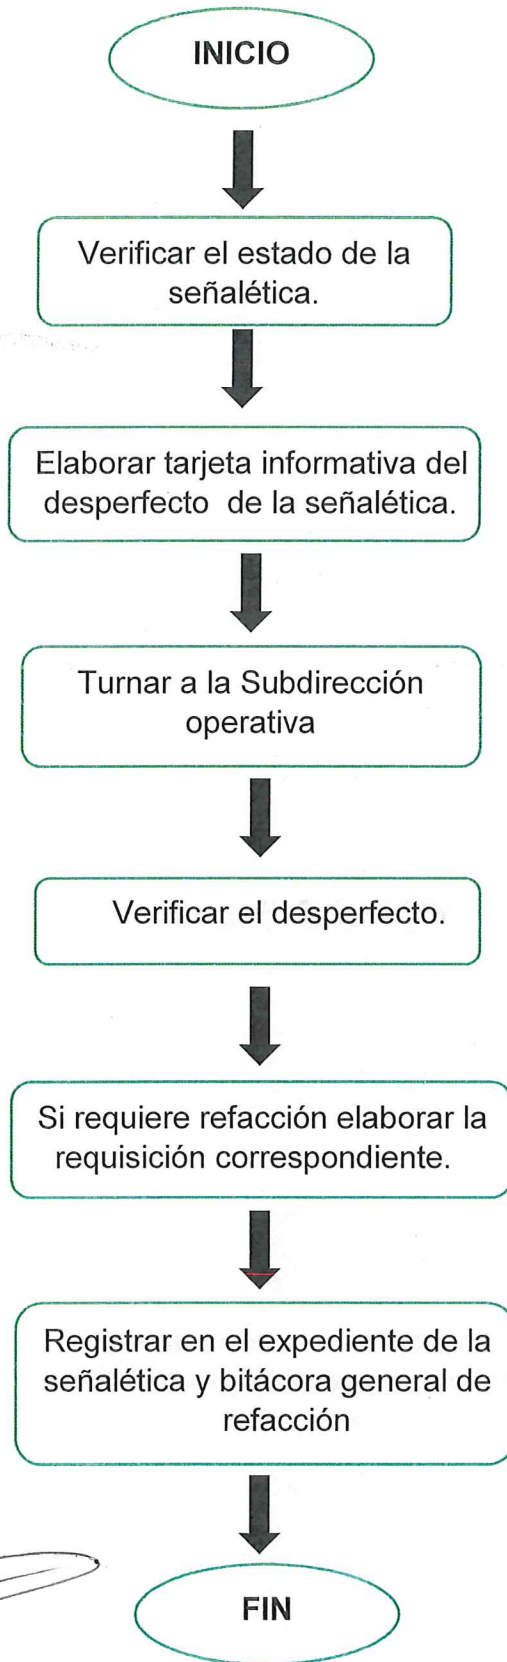 INICIO
Verificar el estado de la
señalética.
Elaborar tarjeta informativa del
desperfecto de la señalética.
Turnar a la Subdirección
operativa
Verificar el desperfecto.
Si requiere refacción elaborar la
requisición correspondiente.
Registrar en el expediente de la
señalética y bitácora general de
refacción
FIN